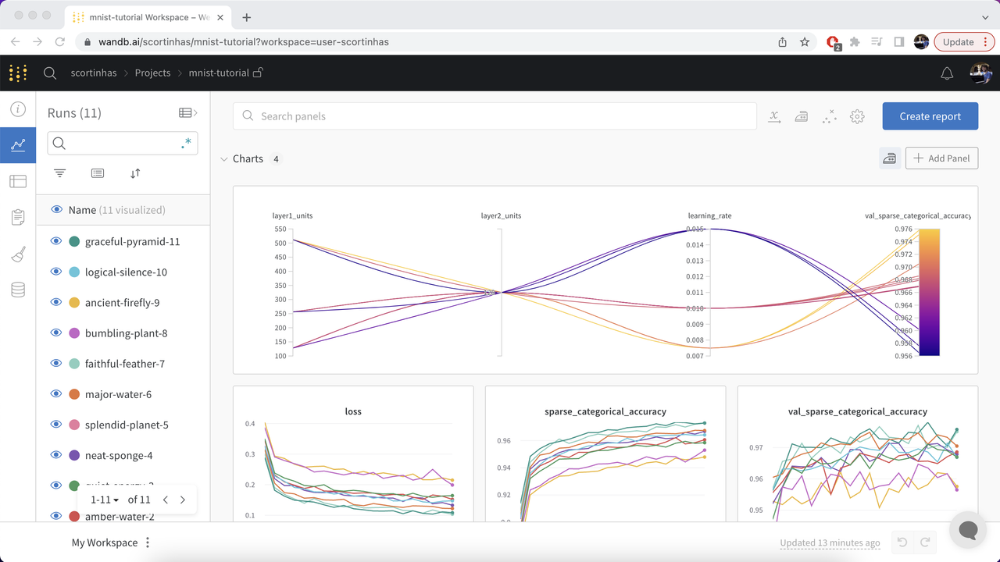 mnist-tutorial Workspace – We
wandb.ai/scortinhas/mnist-tutorial?workspace=user-scortinhas
2
Update
scortinhas
Projects
mnist-tutorial
Runs (11)
.*
Name (11 visualized)
graceful-pyramid-11
logical-silence-10
ancient-firefly-9
bumbling-plant-8
faithful-feather-7
major-water-6
splendid-planet-5
neat-sponge-4
amber-water-2
1-11 of 11
Search panels
x
Create report
Charts 4
Add Panel
layer1_units
550
500
450
400
350
300
250
200
150
100
layer2_units
learning_rate
0.015
0.014
0.013
0.012
0.011
0.010
0.009
0.008
0.007
val_sparse_categorical_accuracy
0.976
0.974
0.972
0.970
0.968
0.966
0.964
0.962
0.960
0.958
0.956
loss
0.4
0.3
0.2
0.1
sparse_categorical_accuracy
0.96
0.94
0.92
val_sparse_categorical_accuracy
0.97
0.96
0.95
My Workspace
Updated 13 minutes ago